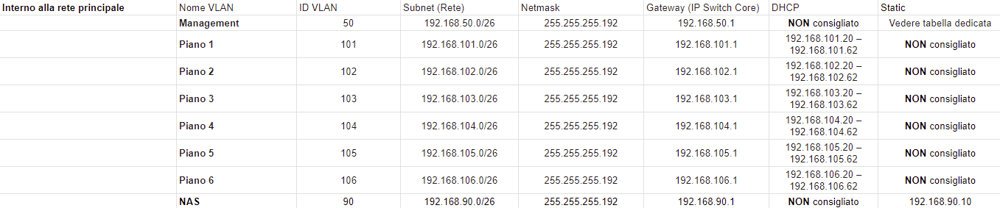 Interno alla rete principale Nome VLAN ID VLAN Subnet (Rete) Netmask Gateway (IP Switch Core) DHCP Static
Management 50 192.168.50.0/26 255.255.255.192 192.168.50.1 NON consigliato Vedere tabella dedicata
Piano 1 101 192.168.101.0/26 255.255.255.192 192.168.101.1 192.168.101.20 –
192.168.101.62 NON consigliato
Piano 2 102 192.168.102.0/26 255.255.255.192 192.168.102.1 192.168.102.20 –
192.168.102.62 NON consigliato
Piano 3 103 192.168.103.0/26 255.255.255.192 192.168.103.1 192.168.103.20 –
192.168.103.62 NON consigliato
Piano 4 104 192.168.104.0/26 255.255.255.192 192.168.104.1 192.168.104.20 –
192.168.104.62 NON consigliato
Piano 5 105 192.168.105.0/26 255.255.255.192 192.168.105.1 192.168.105.20 –
192.168.105.62 NON consigliato
Piano 6 106 192.168.106.0/26 255.255.255.192 192.168.106.1 192.168.106.20 –
192.168.106.62 NON consigliato
NAS 90 192.168.90.0/26 255.255.255.192 192.168.90.1 NON consigliato 192.168.90.10